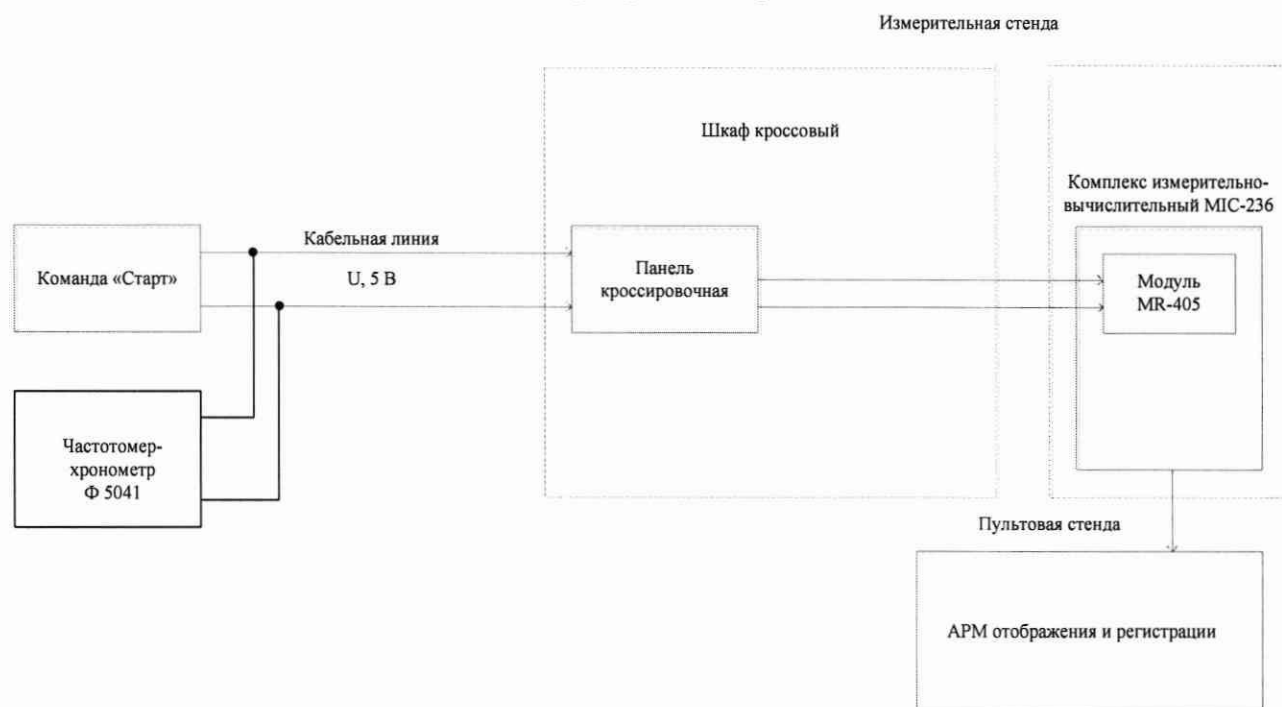 Измерительная стенда
Шкаф кроссовый
Комплекс измерительно-
вычислительный MIC-236
Команда «Старт»
Кабельная линия
U, 5 В
Панель
кроссировочная
Модуль
MR-405
Частотомер-
хронометр
Ф 5041
Пультовая стенда
АРМ отображения и регистрации